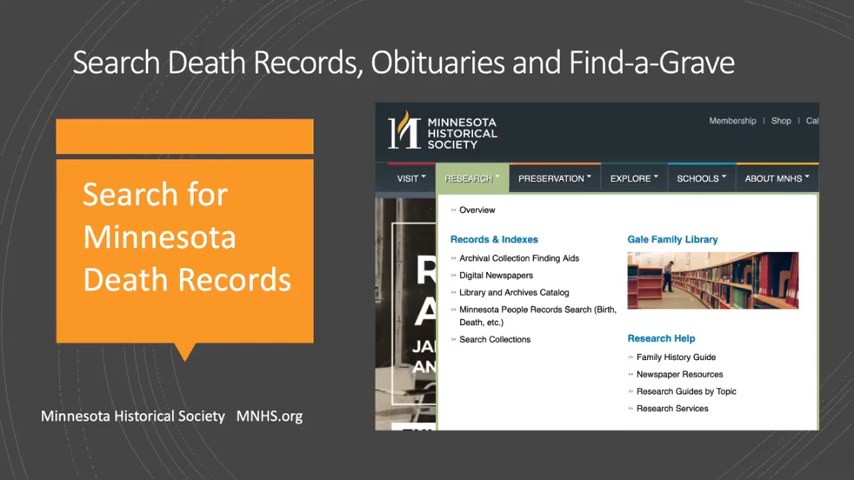 Search Death Records, Obituaries and Find-a-Grave
Search for
Minnesota
Death Records
Minnesota Historical Society MNHS.org
MINNESOTA
HISTORICAL
SOCIETY
Membership | Shop | Cal
VISIT
RESEARCH
PRESERVATION
EXPLORE
SCHOOLS
ABOUT MNHS
Overview
Records & Indexes
Archival Collection Finding Aids
Digital Newspapers
Library and Archives Catalog
Minnesota People Records Search (Birth,
Death, etc.)
Search Collections
Gale Family Library
Research Help
Family History Guide
Newspaper Resources
Research Guides by Topic
Research Services